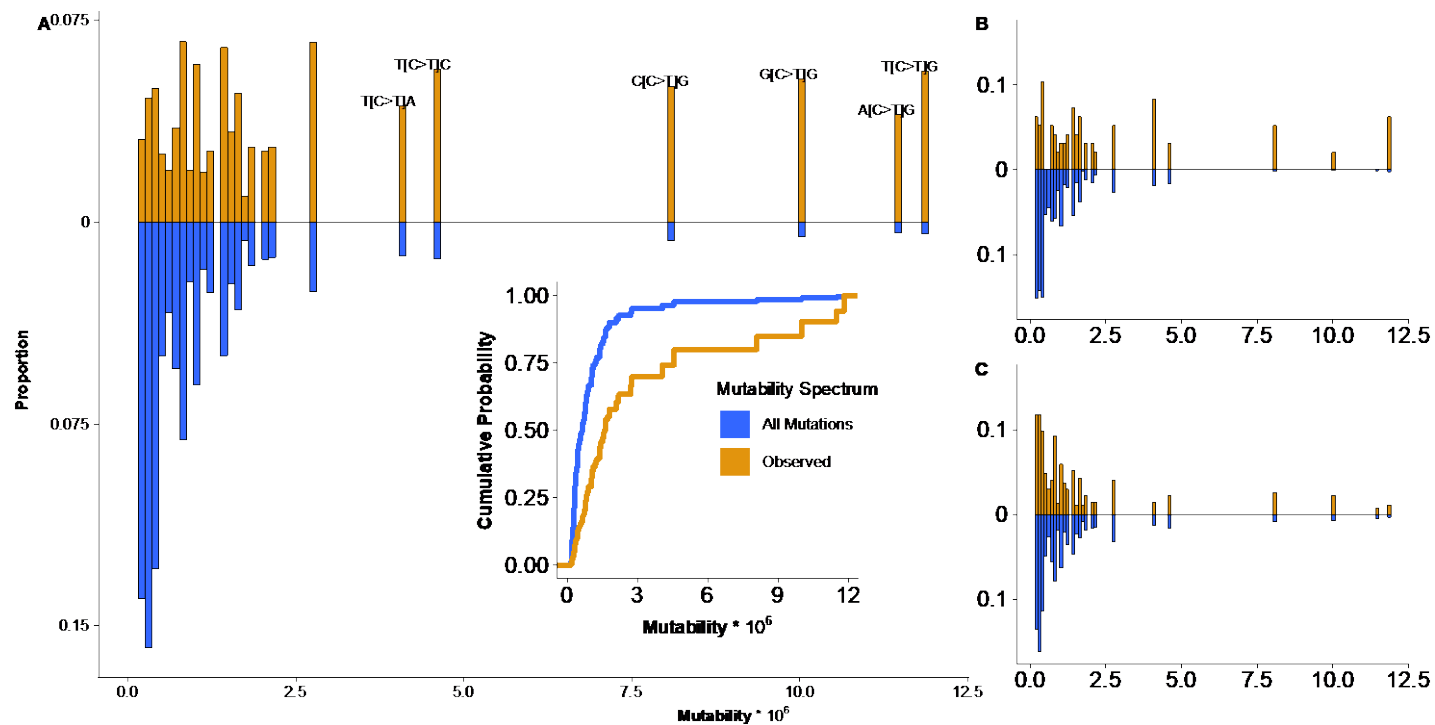 A
0.075
T[C>T]A
T[C>T]C
C[C>T]G
G[C>T]G
A[C>T]G
T[C>T]G
0
0.075
0.15
Proportion
0.0
2.5
5.0
7.5
10.0
12.5
Mutability * 10⁶
1.00
0.75
0.50
0.25
0.00
Cumulative Probability
0
3
6
9
12
Mutability * 10⁶
Mutability Spectrum
All Mutations
Observed
B
0.1
0
0.1
0.0
2.5
5.0
7.5
10.0
12.5
C
0.1
0
0.1
0.0
2.5
5.0
7.5
10.0
12.5